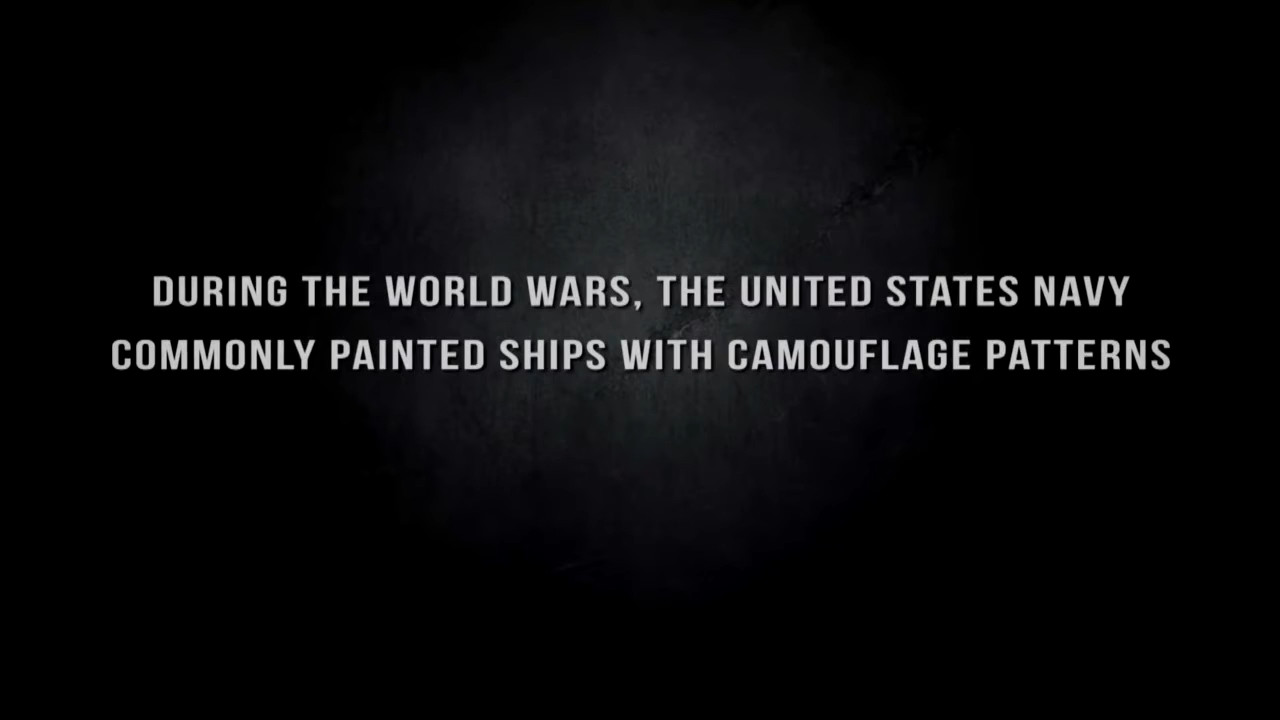 DURING THE WORLD WARS, THE UNITED STATES NAVY
COMMONLY PAINTED SHIPS WITH CAMOUFLAGE PATTERNS